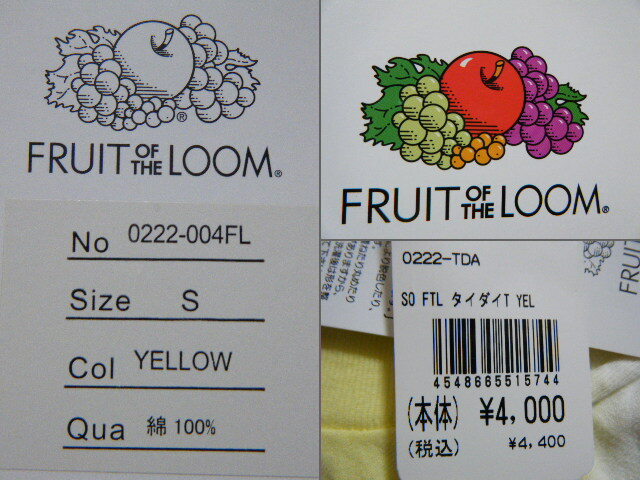 ®
FRUIT OF THE LOOM®
No 0222-004FL
Size S
Col YELLOW
Qua 綿 100%
FRUIT OF THE LOOM®
0222-TDA
SO FTL タイダイT YEL
4548665515744
(本体) ¥4,000
(税込) ¥4,400
FRUIT